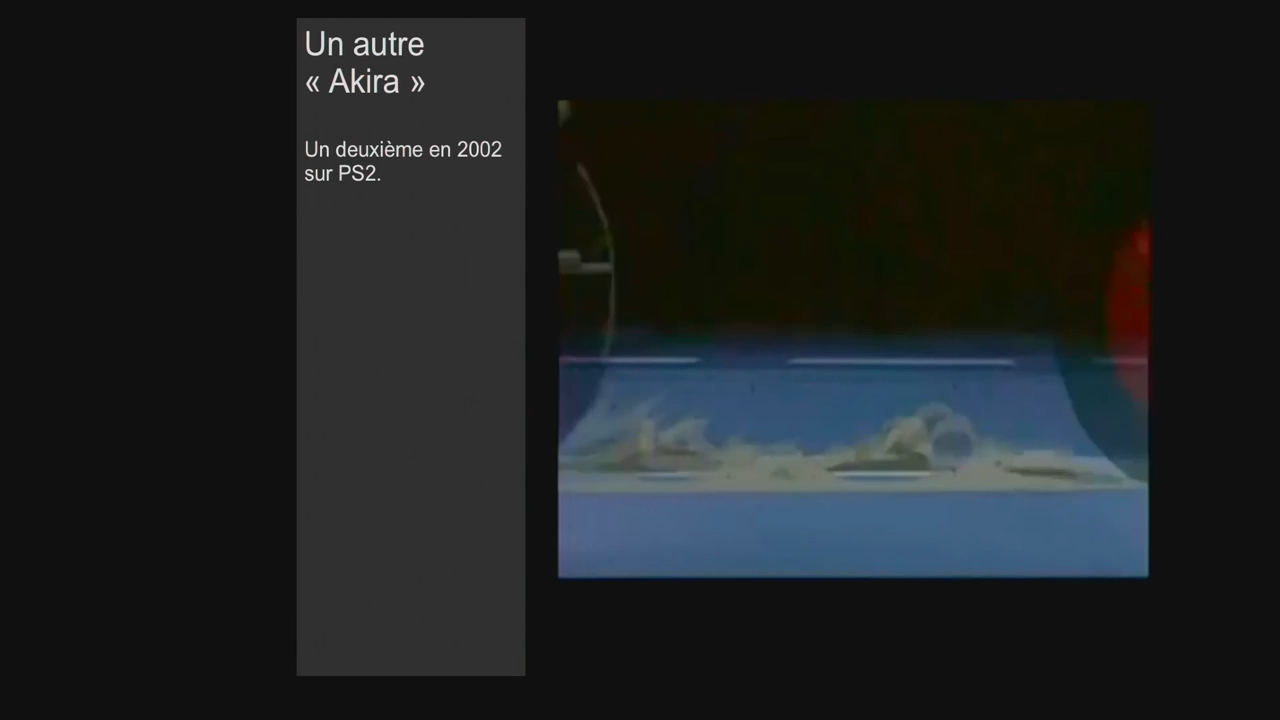 Un autre
« Akira »
Un deuxième en 2002
sur PS2.